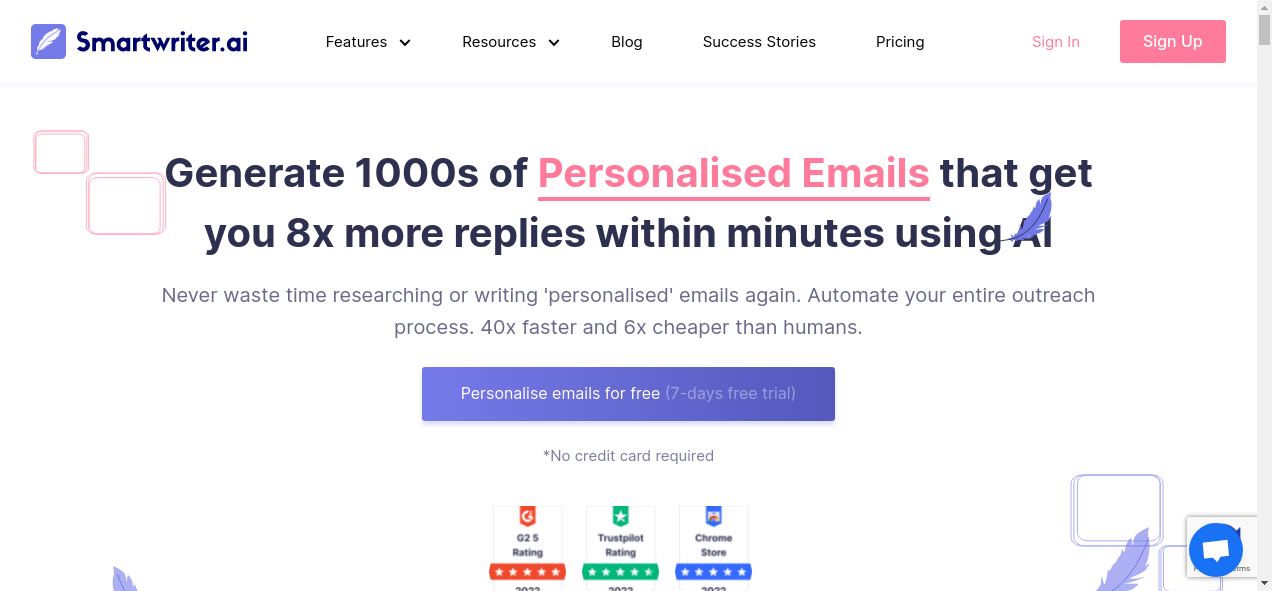 Smartwriter.ai
Features
Resources
Blog
Success Stories
Pricing
Sign In
Sign Up
Generate 1000s of Personalised Emails that get
you 8x more replies within minutes using AI
Never waste time researching or writing 'personalised' emails again. Automate your entire outreach
process. 40x faster and 6x cheaper than humans.
Personalise emails for free (7-days free trial)
*No credit card required
G2 5
Rating
Trustpilot
Rating
Chrome
Store
2022
2022
2022